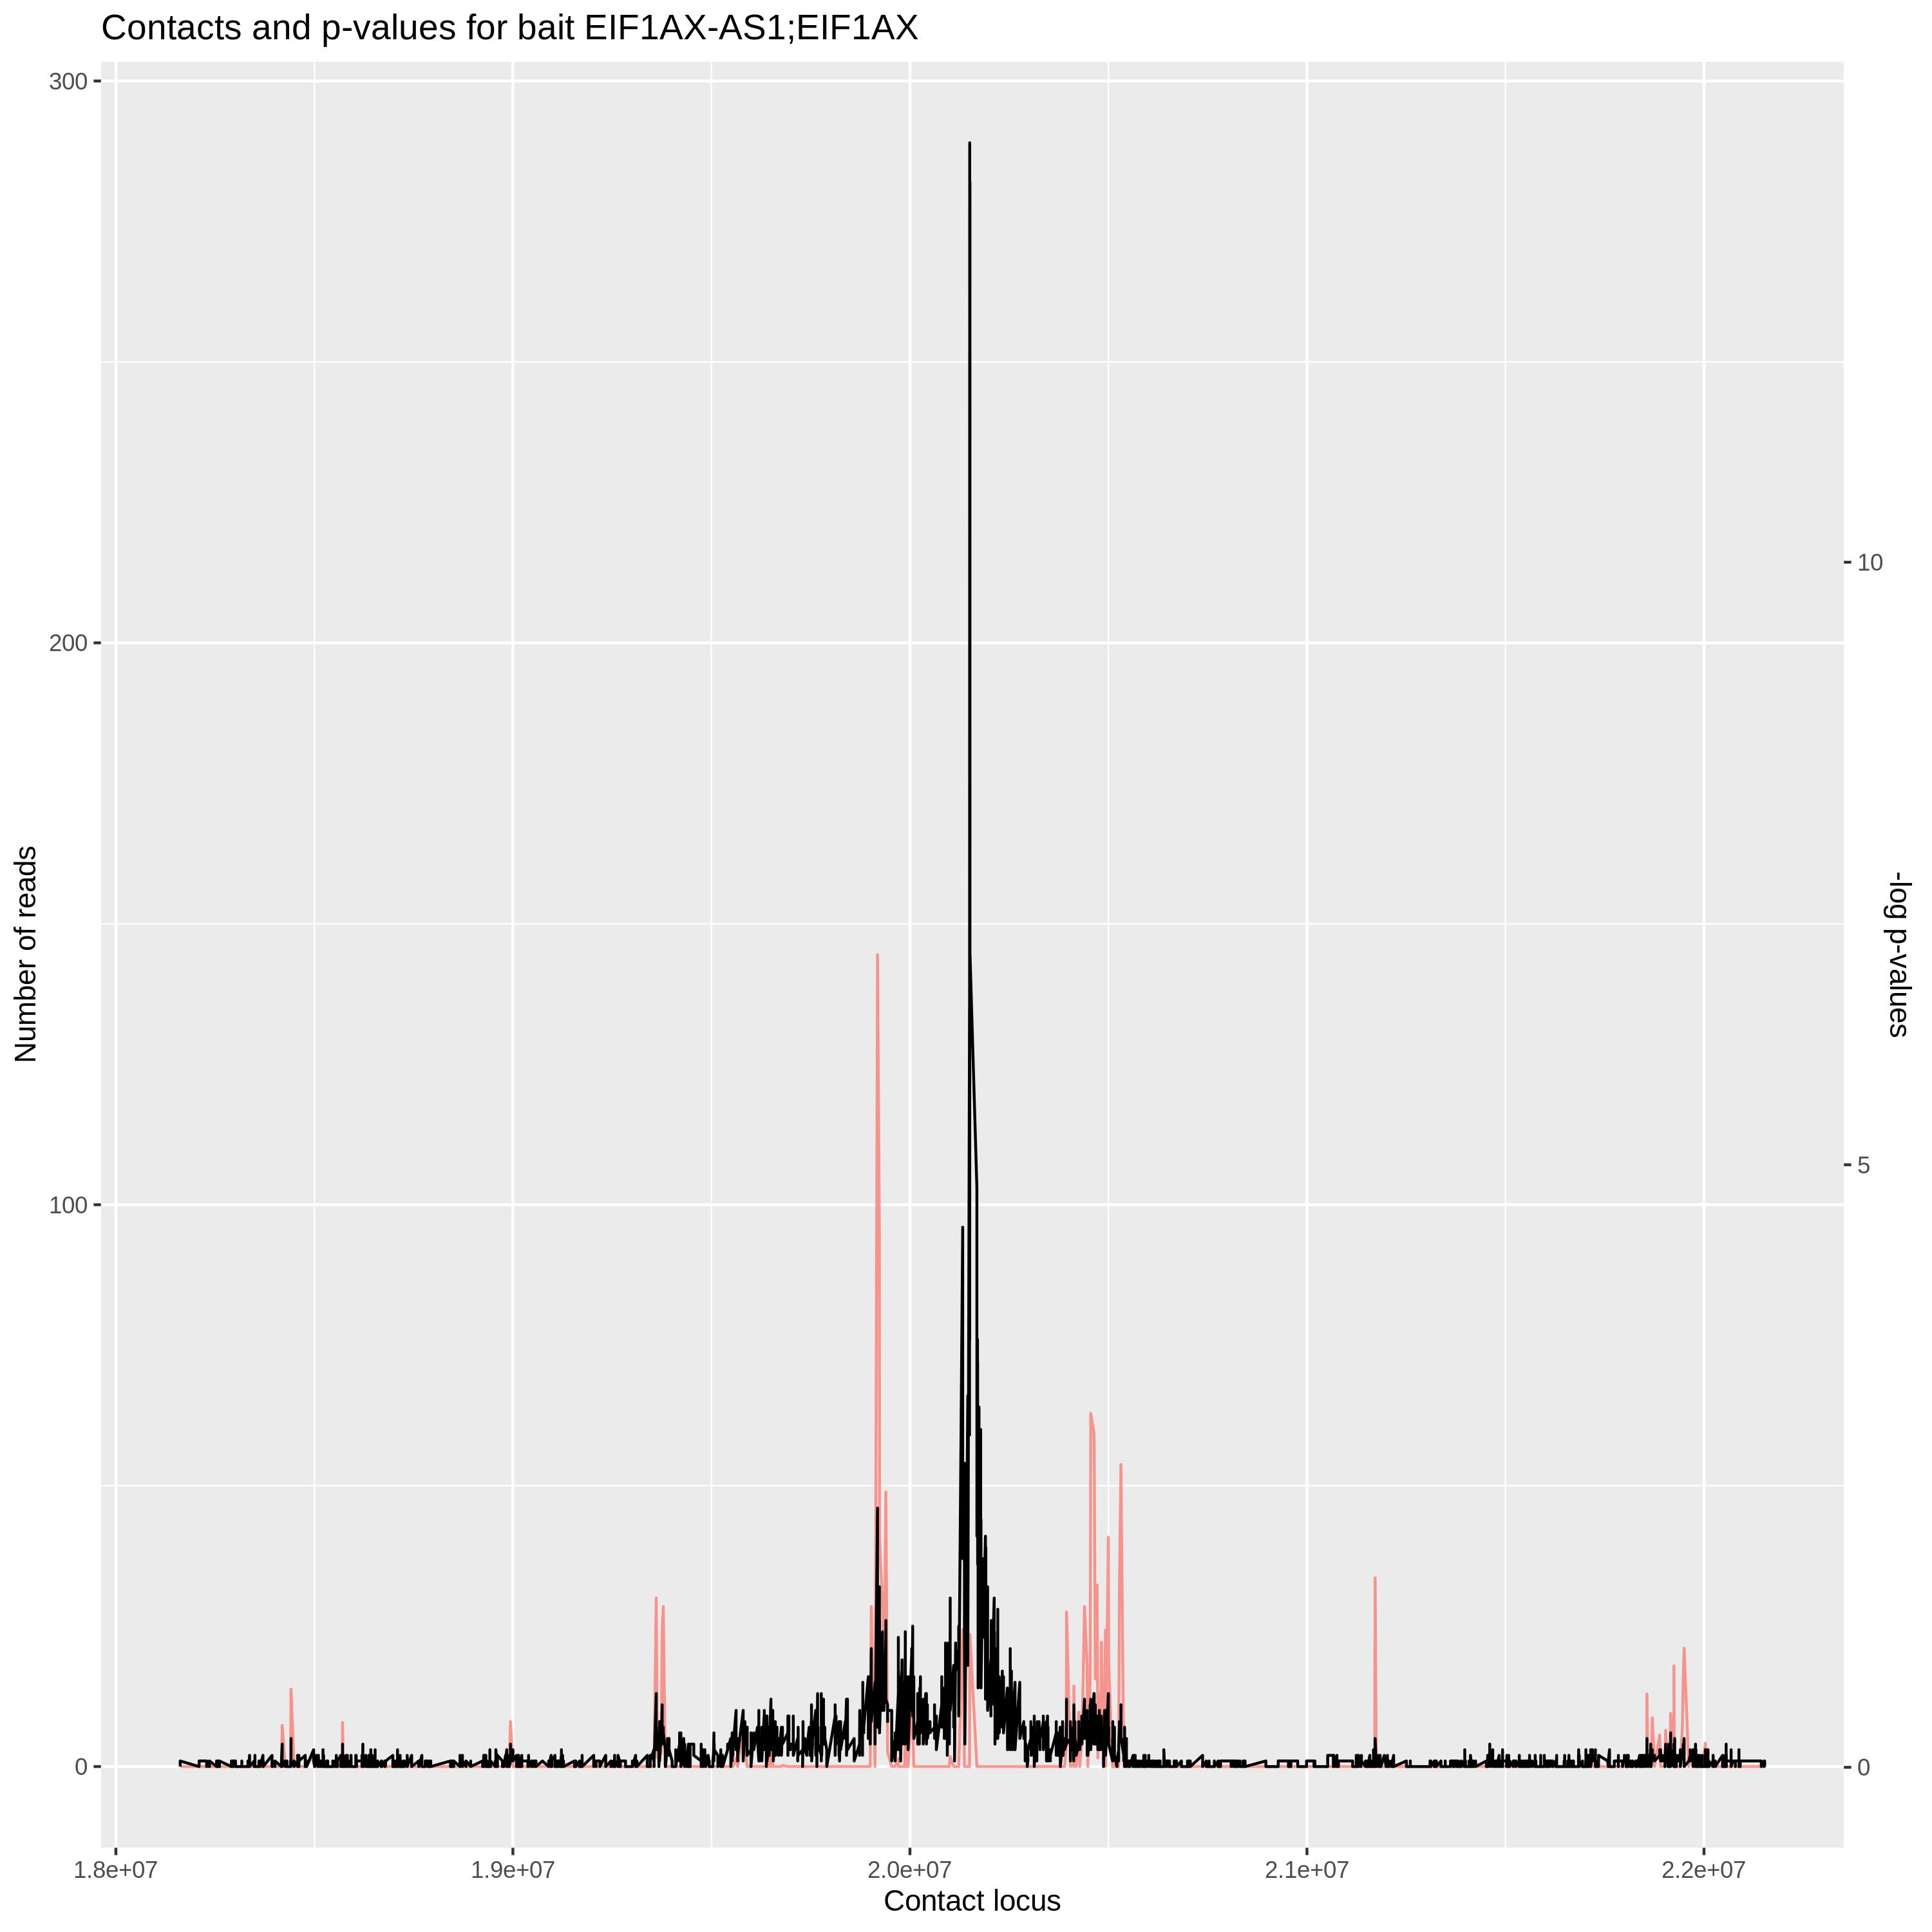 Contacts and p-values for bait EIF1AX-AS1;EIF1AX
300
200
100
0
Number of reads
10
5
0
-log p-values
1.8e+07
1.9e+07
2.0e+07
2.1e+07
2.2e+07
Contact locus